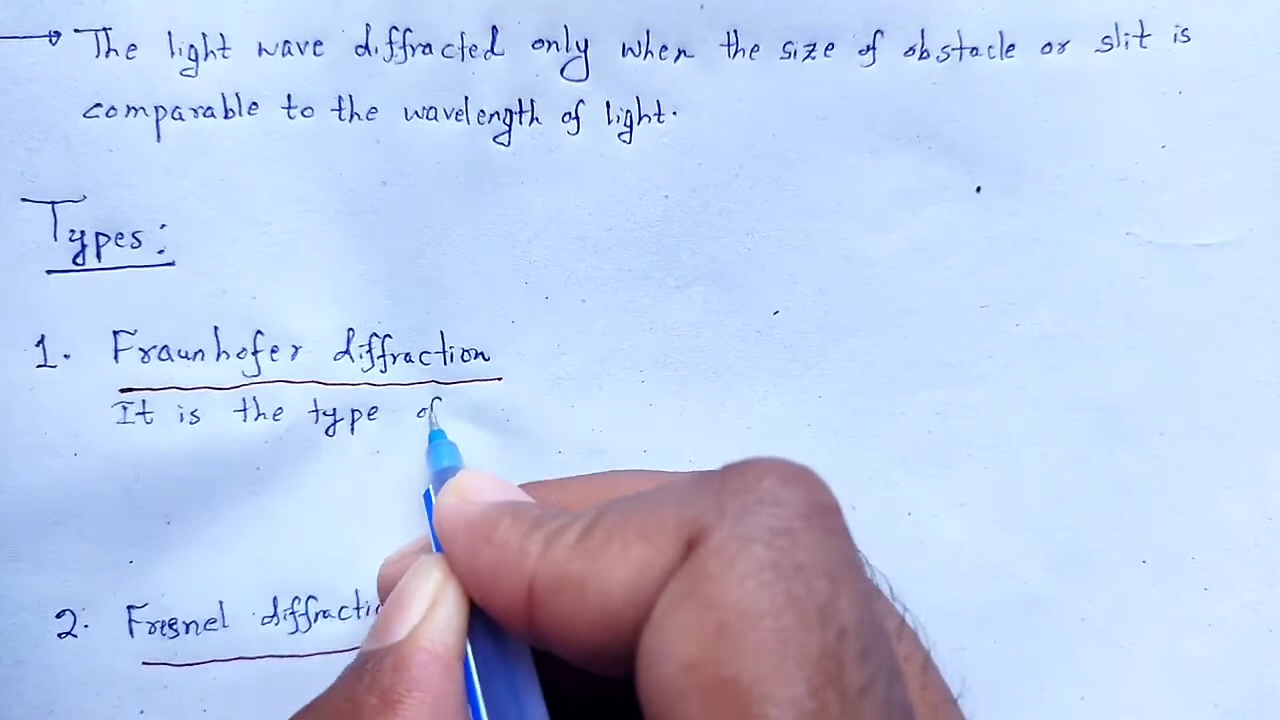 The light wave diffracted only when the size of obstacle or slit is
comparable to the wavelength of light.
Types:
1. Fraunhofer diffraction
It is the type of
2. Fresnel diffractio